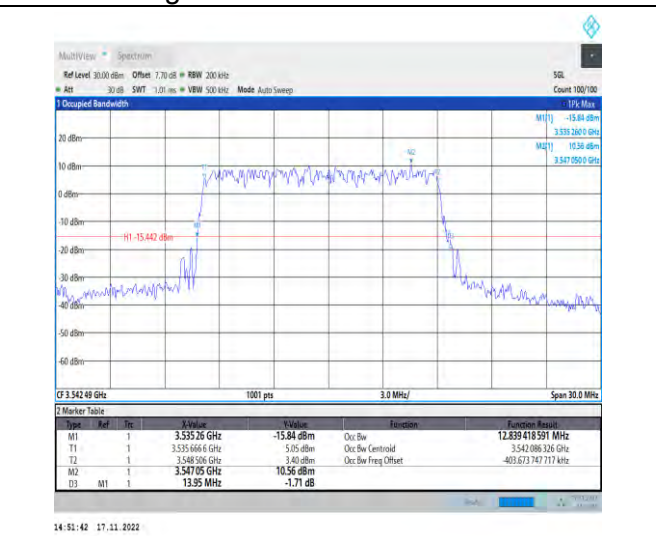 MultiView Spectrum
Ref Level 30.00 dBm Offset 7.70 dB RBW 200 kHz SGL
Att 30 dB SWT 1.01 ms VBW 500 kHz Mode Auto Sweep Count 100/100
1 Occupied Bandwidth 1Pk Max
M1[1] -15.84 dBm
3.535 260 0 GHz
20 dBm
M2[1] 10.56 dBm
3.547 050 0 GHz
M2
10 dBm
0 dBm
-10 dBm
H1 -15.442 dBm
-20 dBm
-30 dBm
-40 dBm
-50 dBm
-60 dBm
CF 3.542 49 GHz 1001 pts 3.0 MHz/ Span 30.0 MHz
2 Marker Table
Type Ref Trc X-Value Y-Value Function Function Result
M1 1 3.535 26 GHz -15.84 dBm Occ Bw 12.839 418 591 MHz
T1 1 3.535 666 6 GHz 5.05 dBm Occ Bw Centroid 3.542 086 326 GHz
T2 1 3.548 506 GHz 3.40 dBm Occ Bw Freq Offset -403.673 747 717 kHz
M2 1 3.547 05 GHz 10.56 dBm
D3 M1 1 13.95 MHz -1.71 dB
14:51:42 17.11.2022